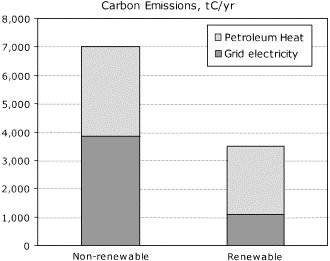 Carbon Emissions, tC/yr
8,000
7,000
6,000
5,000
4,000
3,000
2,000
1,000
0
Petroleum Heat
Grid electricity
Non-renewable
Renewable